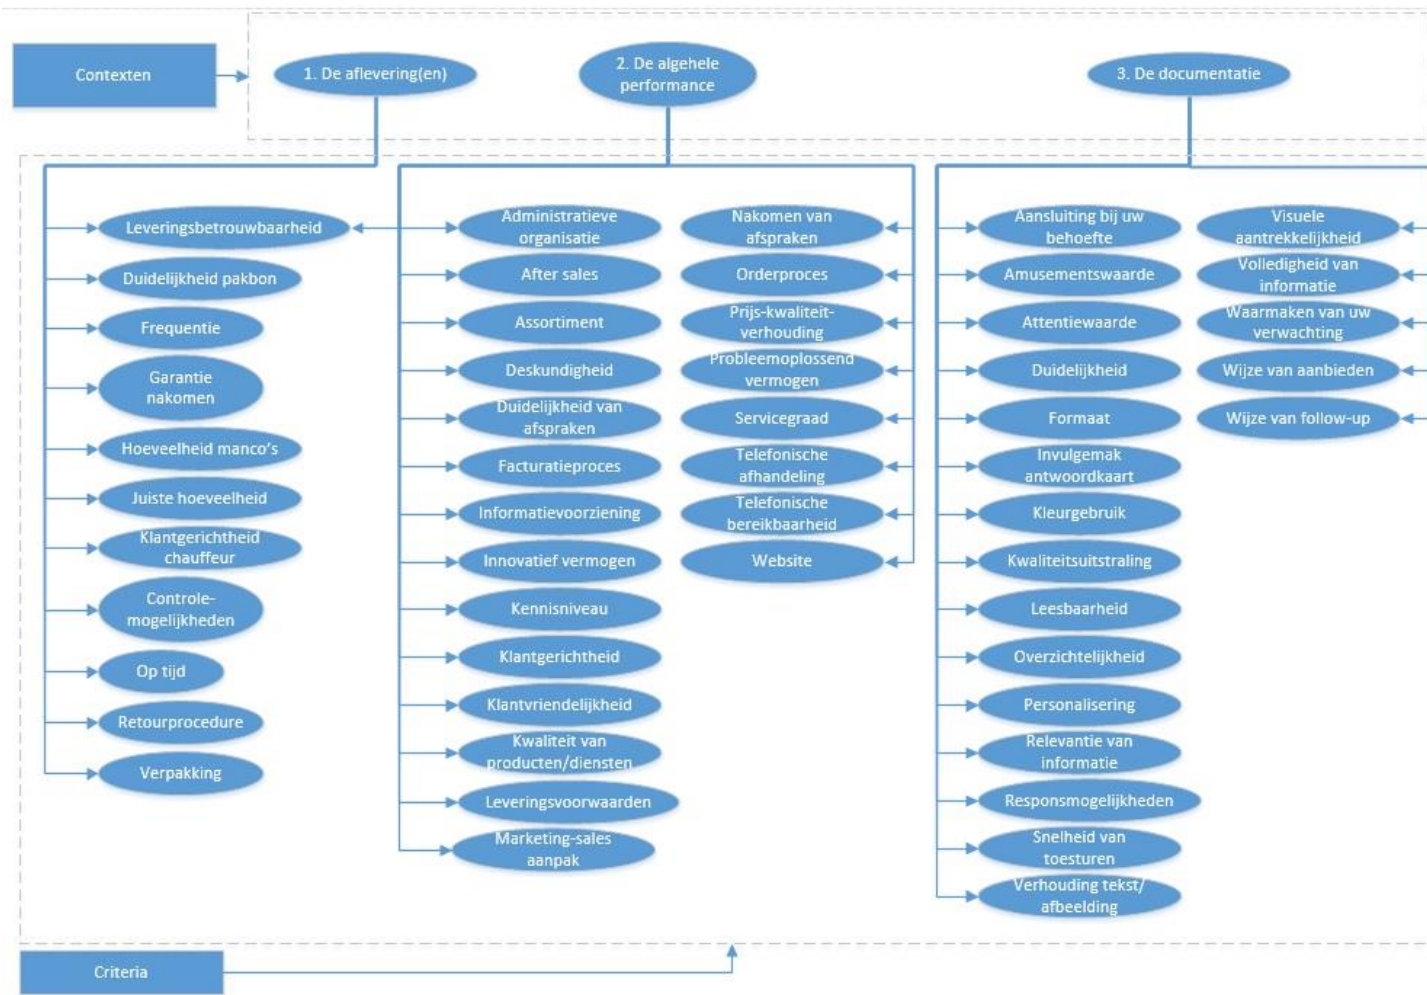 Contexten
1. De aflevering(en)
2. De algehele
performance
3. De documentatie
Leveringsbetrouwbaarheid
Duidelijkheid pakbon
Frequentie
Garantie
nakomen
Hoeveelheid manco's
Juiste hoeveelheid
Klantgerichtheid
chauffeur
Controle-
mogelijkheden
Op tijd
Retourprocedure
Verpakking
Administratieve
organisatie
After sales
Assortiment
Deskundigheid
Duidelijkheid van
afspraken
Facturatieproces
Informatievoorziening
Innovatief vermogen
Kennisniveau
Klantgerichtheid
Klantvriendelijkheid
Kwaliteit van
producten/diensten
Leveringsvoorwaarden
Marketing-sales
aanpak
Nakomen van
afspraken
Orderproces
Prijs-kwaliteit-
verhouding
Probleemoplossend
vermogen
Servicegraad
Telefonische
afhandeling
Telefonische
bereikbaarheid
Website
Aansluiting bij uw
behoefte
Amusementswaarde
Attentiewaarde
Duidelijkheid
Formaat
Invulgemak
antwoordkaart
Kleurgebruik
Kwaliteitsuitstraling
Leesbaarheid
Overzichtelijkheid
Personalisering
Relevantie van
informatie
Responsmogelijkheden
Snelheid van
toesturen
Verhouding tekst/
afbeelding
Visuele
aantrekkelijkheid
Volledigheid van
informatie
Waarmaken van uw
verwachting
Wijze van aanbieden
Wijze van follow-up
Criteria